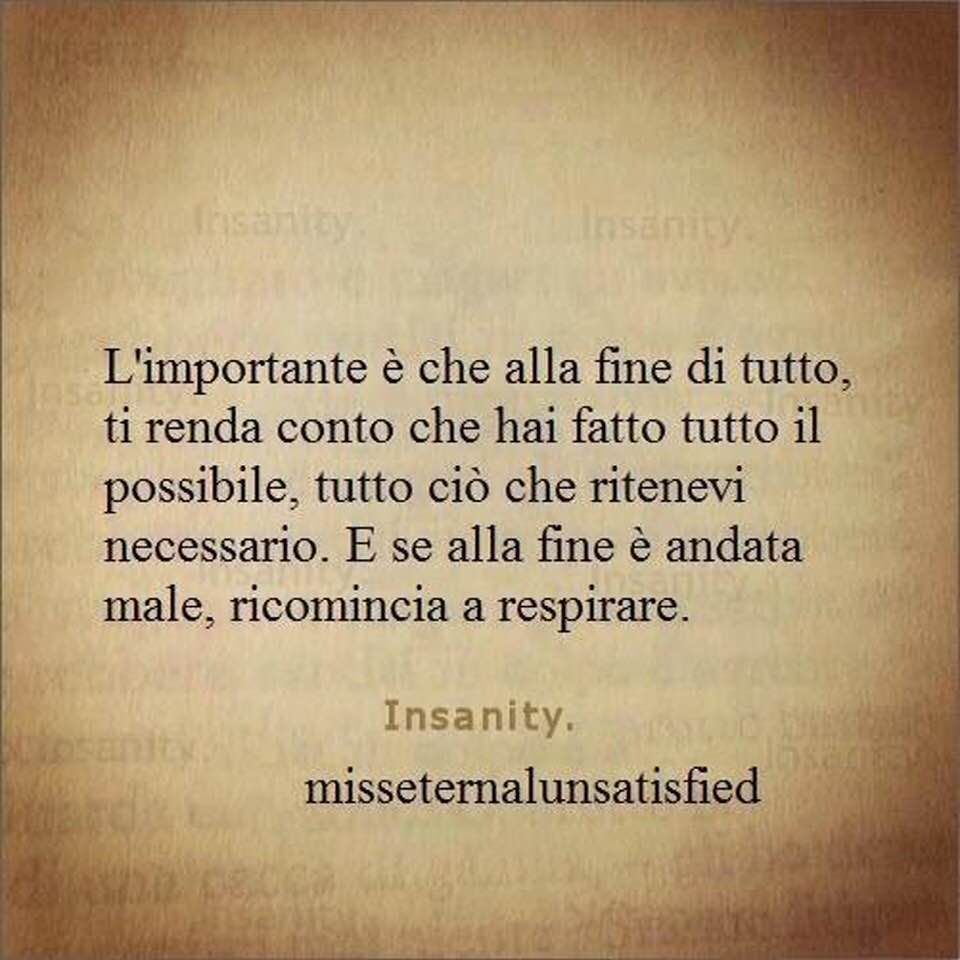 Insanity. Insanity.
L'importante è che alla fine di tutto,
ti renda conto che hai fatto tutto il
possibile, tutto ciò che ritenevi
necessario. E se alla fine è andata
male, ricomincia a respirare.
Insanity.
misseternalunsatisfied